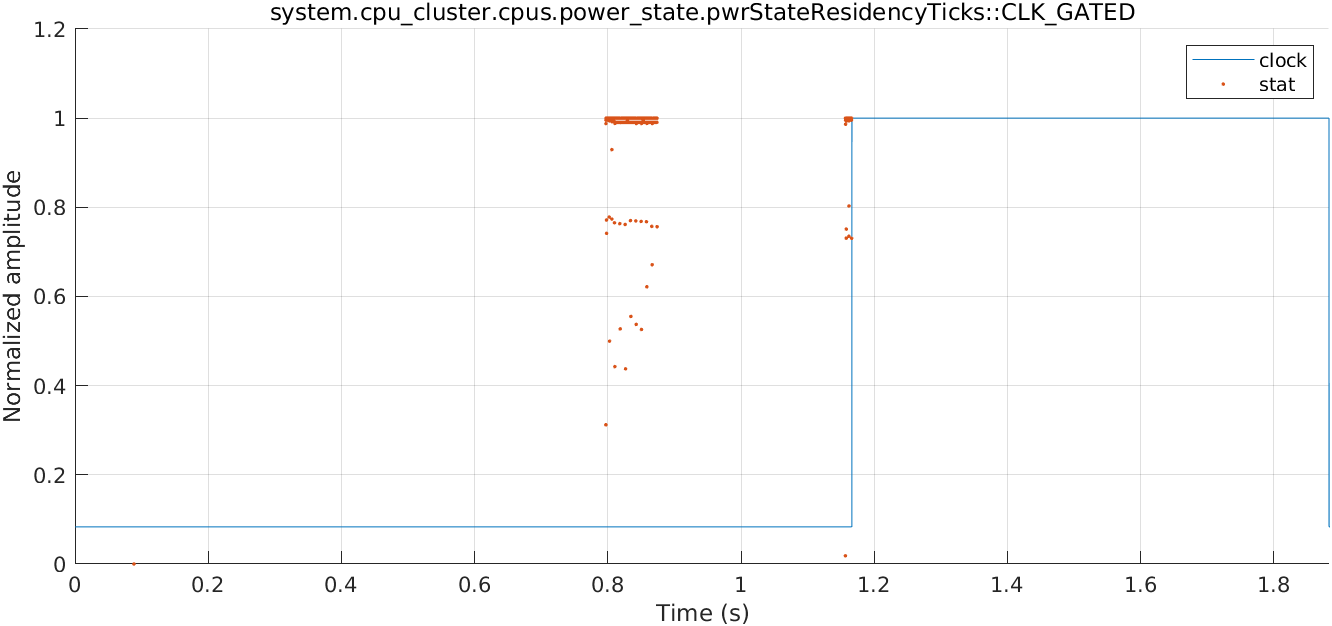 system.cpu_cluster.cpus.power_state.pwrStateResidencyTicks::CLK_GATED
1.2
1
0.8
0.6
0.4
0.2
0
Normalized amplitude
clock
stat
0 0.2 0.4 0.6 0.8 1 1.2 1.4 1.6 1.8
Time (s)